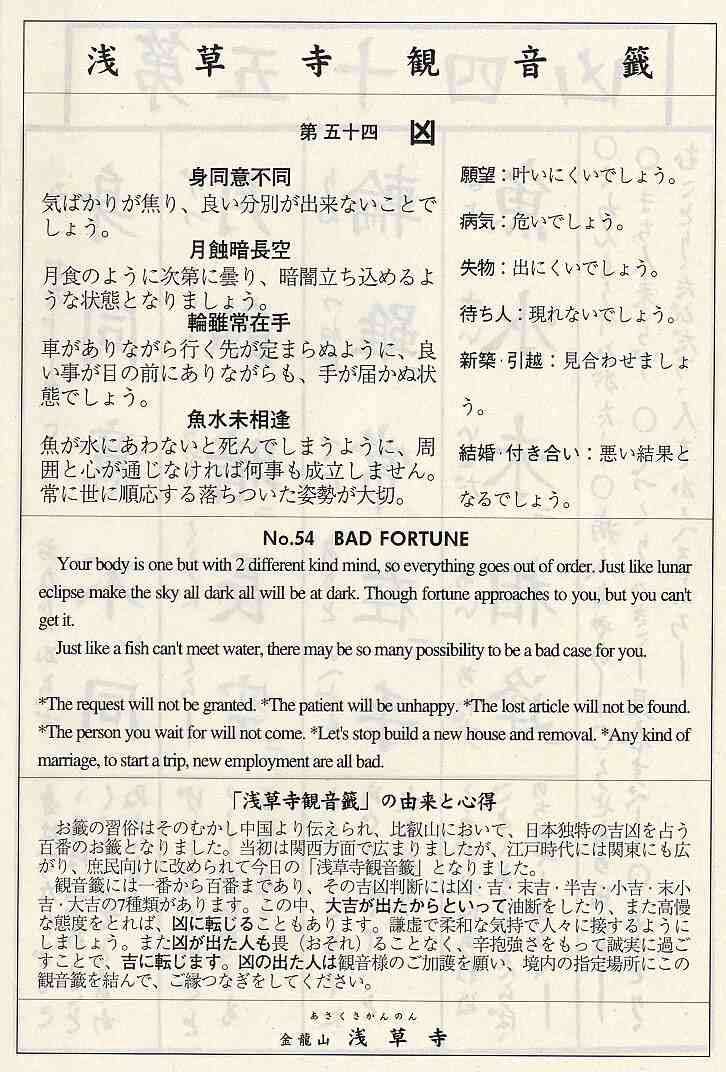 浅草寺観音籤
第五十四 凶
身同意不同
気ばかりが焦り、良い分別が出来ないことで
しょう。
月蝕暗長空
月食のように次第に曇り、暗闇立ち込めるよ
うな状態となりましょう。
輪雖常在手
車がありながら行く先が定まらぬように、良
い事が目の前にありながらも、手が届かぬ状
態でしょう。
魚水未相逢
魚が水にあわないと死んでしまうように、周
囲と心が通じなければ何事も成立しません。
常に世に順応する落ちついた姿勢が大切。
願望：叶いにくいでしょう。
病気：危いでしょう。
失物：出にくいでしょう。
待ち人：現れないでしょう。
新築·引越：見合わせましょ
う。
結婚·付き合い：悪い結果と
なるでしょう。
No.54 BAD FORTUNE
Your body is one but with 2 different kind mind, so everything goes out of order. Just like lunar
eclipse make the sky all dark all will be at dark. Though fortune approaches to you, but you can't
get it.
Just like a fish can't meet water, there may be so many possibility to be a bad case for you.
*The request will not be granted. *The patient will be unhappy. *The lost article will not be found.
*The person you wait for will not come. *Let's stop build a new house and removal. *Any kind of
marriage, to start a trip, new employment are all bad.
「浅草寺観音籤」の由来と心得
お籤の習俗はそのむかし中国より伝えられ、比叡山において、日本独特の吉凶を占う
百番のお籤となりました。当初は関西方面で広まりましたが、江戸時代には関東にも広
がり、庶民向けに改められて今日の「浅草寺観音籤」となりました。
観音籤には一番から百番まであり、その吉凶判断には凶·吉·末吉·半吉·小吉·末小
吉·大吉の7種類があります。この中、大吉が出たからといって油断をしたり、また高慢
な態度をとれば、凶に転じることもあります。謙虚で柔和な気持で人々に接するように
しましょう。また凶が出た人も畏（おそれ）ることなく、辛抱強さをもって誠実に過ご
すことで、吉に転じます。凶の出た人は観音様のご加護を願い、境内の指定場所にこの
観音籤を結んで、ご縁つなぎをしてください。
あさくさかんのん
金龍山 浅草寺